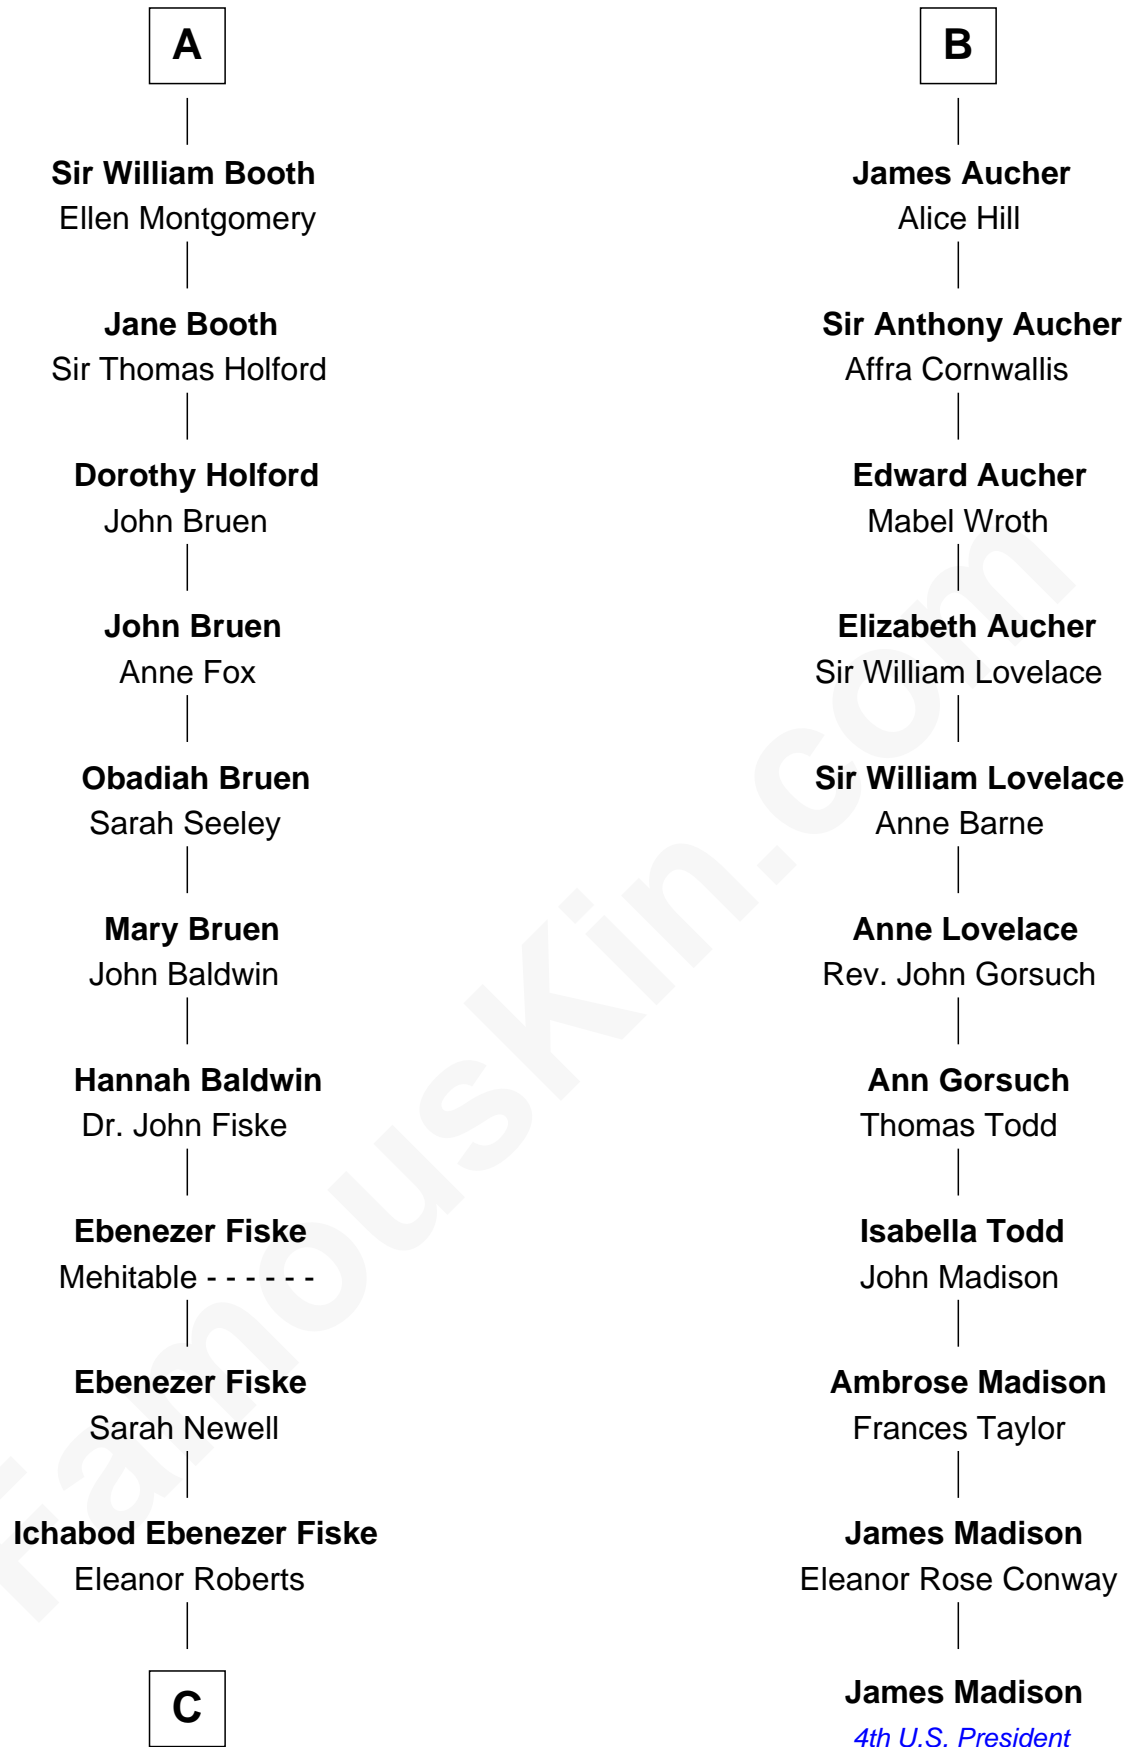 A
Sir William Booth
Ellen Montgomery
Jane Booth
Sir Thomas Holford
Dorothy Holford
John Bruen
John Bruen
Anne Fox
Obadiah Bruen
Sarah Seeley
Mary Bruen
John Baldwin
Hannah Baldwin
Dr. John Fiske
Ebenezer Fiske
Mehitable - - - - - -
Ebenezer Fiske
Sarah Newell
Ichabod Ebenezer Fiske
Eleanor Roberts
C
B
James Aucher
Alice Hill
Sir Anthony Aucher
Affra Cornwallis
Edward Aucher
Mabel Wroth
Elizabeth Aucher
Sir William Lovelace
Sir William Lovelace
Anne Barne
Anne Lovelace
Rev. John Gorsuch
Ann Gorsuch
Thomas Todd
Isabella Todd
John Madison
Ambrose Madison
Frances Taylor
James Madison
Eleanor Rose Conway
James Madison
4th U.S. President
FamousKin.com